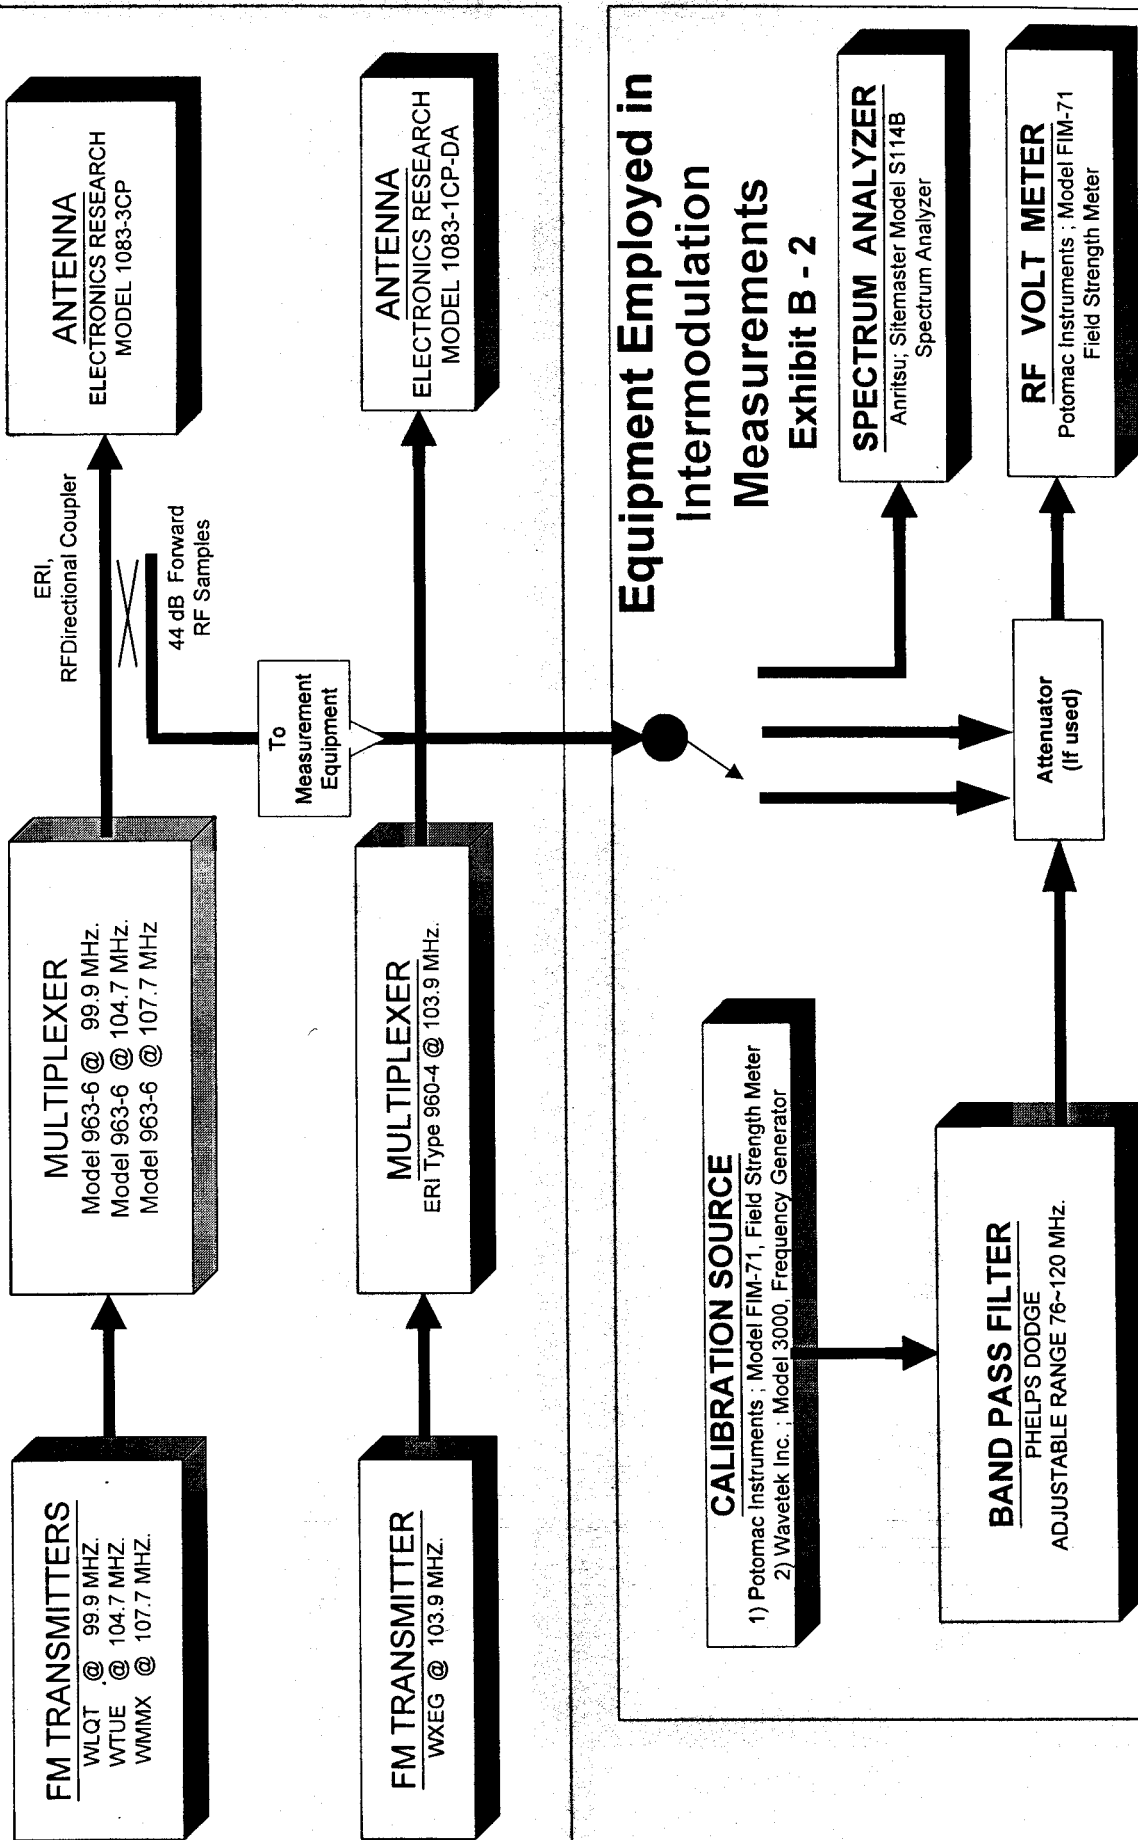 FM TRANSMITTERS
WLQT @ 99.9 MHZ.
WTUE @ 104.7 MHZ.
WMMX @ 107.7 MHZ.
MULTIPLEXER
Model 963-6 @ 99.9 MHz.
Model 963-6 @ 104.7 MHz.
Model 963-6 @ 107.7 MHz
ERI,
RFDirectional Coupler
44 dB Forward
RF Samples
ANTENNA
ELECTRONICS RESEARCH
MODEL 1083-3CP
To
Measurement
Equipment
FM TRANSMITTER
WXEG @ 103.9 MHZ.
MULTIPLEXER
ERI Type 960-4 @ 103.9 MHz.
ANTENNA
ELECTRONICS RESEARCH
MODEL 1083-1CP-DA
Equipment Employed in
Intermodulation
Measurements
Exhibit B - 2
CALIBRATION SOURCE
1) Potomac Instruments ; Model FIM-71, Field Strength Meter
2) Wavetek Inc. ; Model 3000, Frequency Generator
SPECTRUM ANALYZER
Anritsu; Sitemaster Model S114B
Spectrum Analyzer
BAND PASS FILTER
PHELPS DODGE
ADJUSTABLE RANGE 76~120 MHz.
Attenuator
(If used)
RF VOLT METER
Potomac Instruments ; Model FIM-71
Field Strength Meter